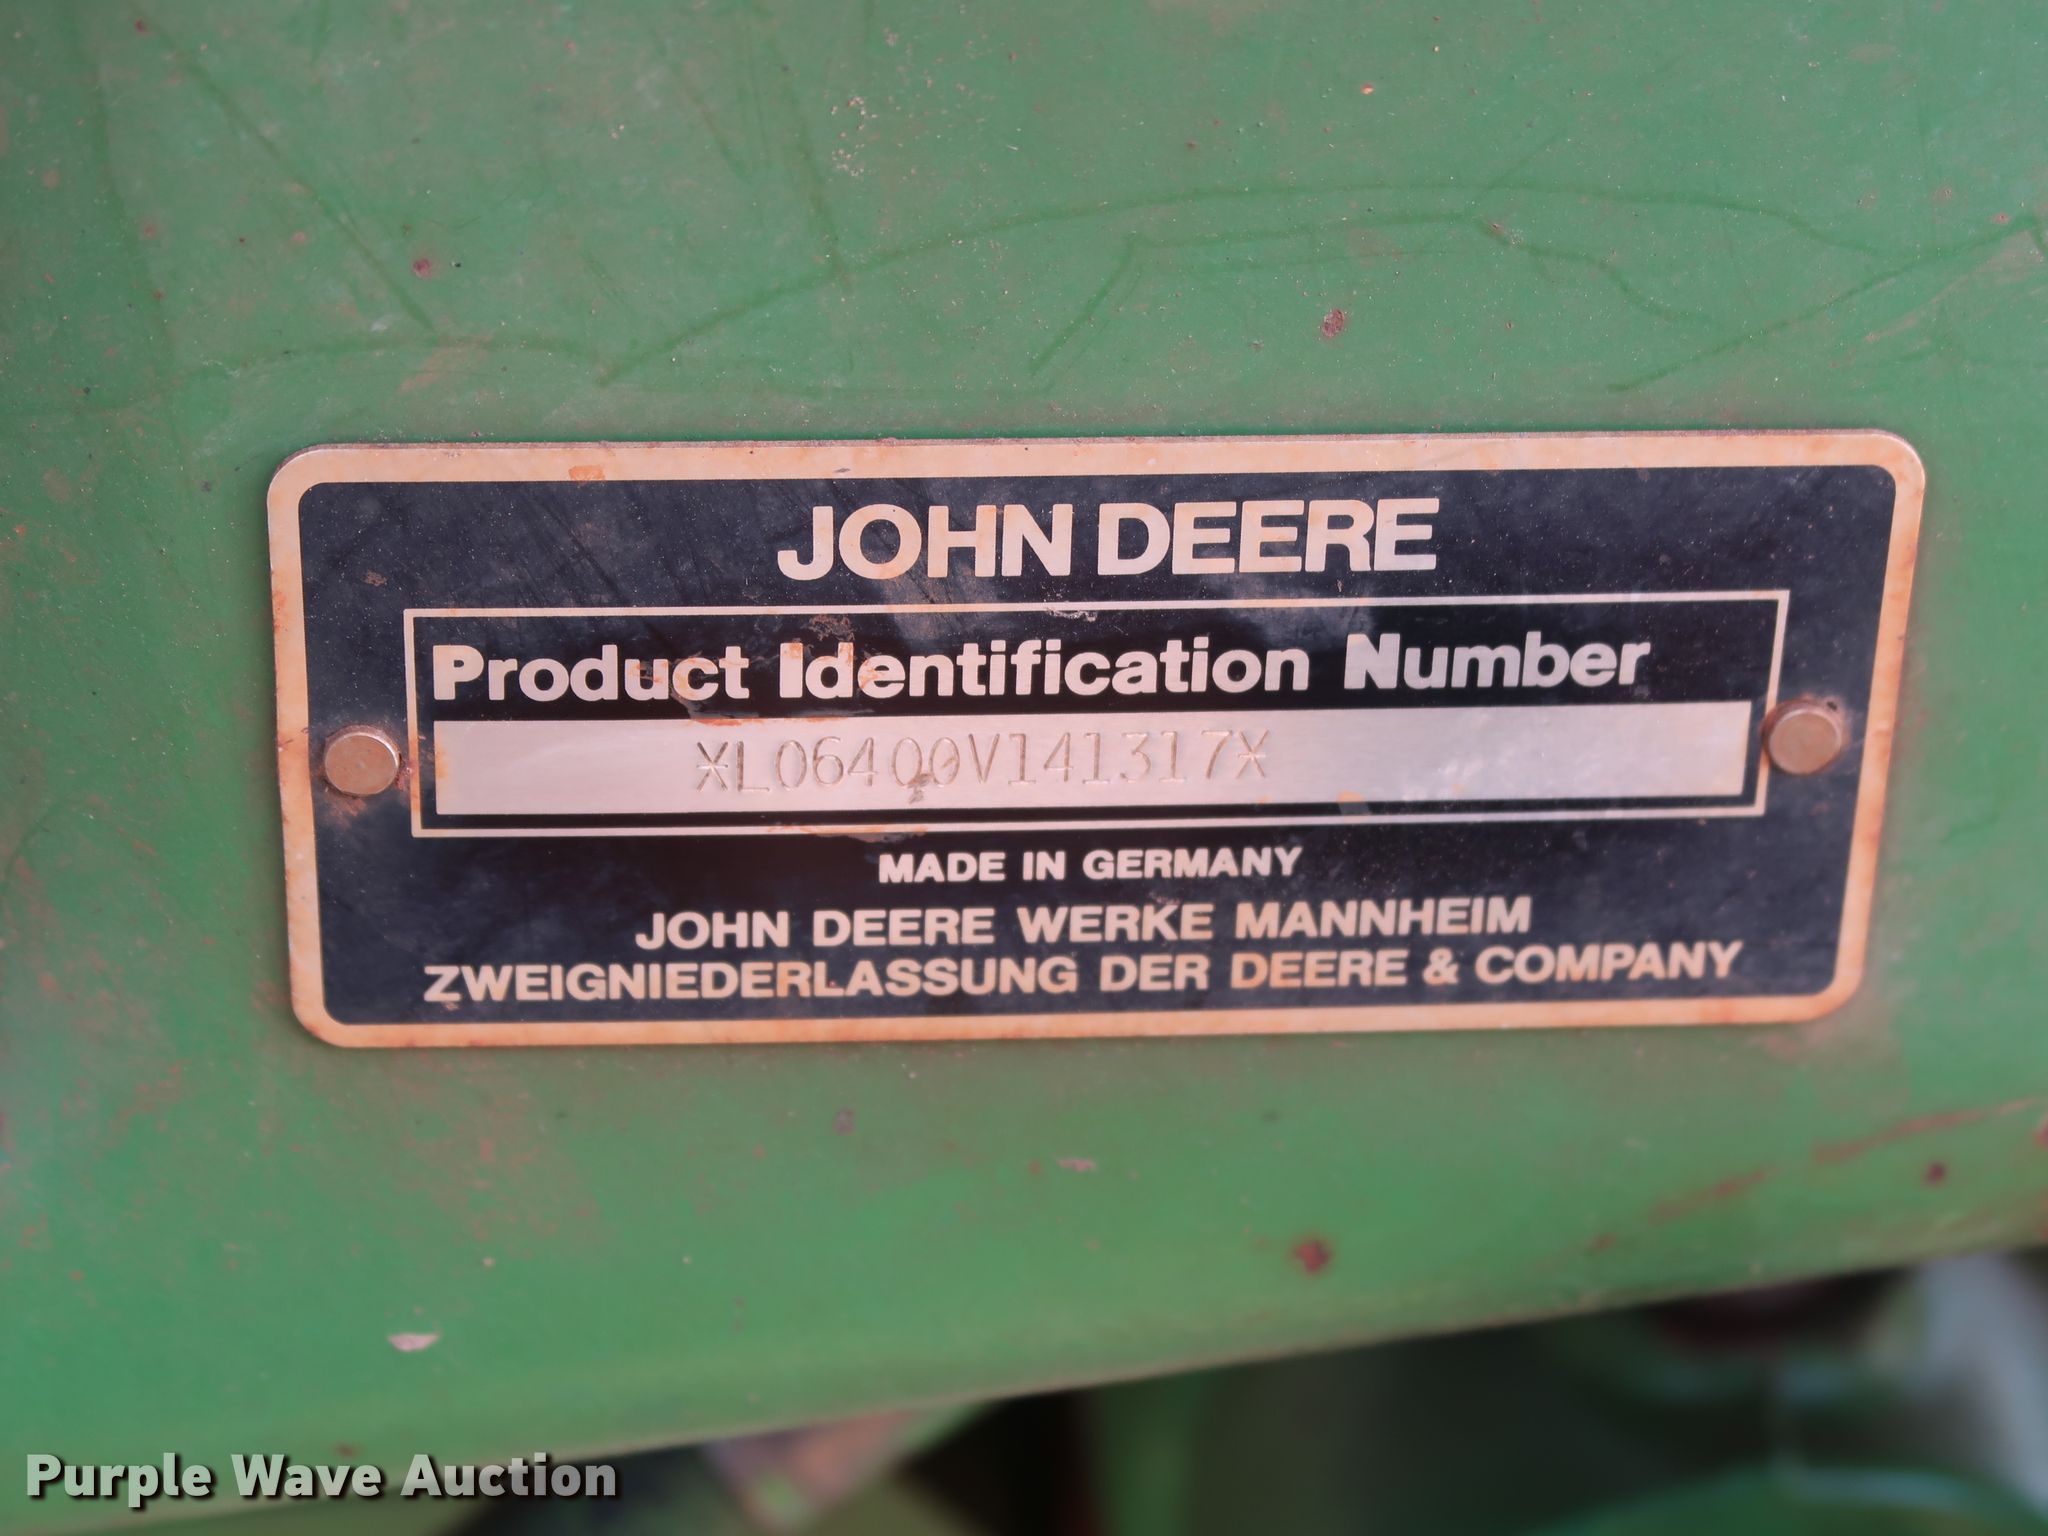 JOHN DEERE
Product Identification Number
*L06400V141317*
MADE IN GERMANY
JOHN DEERE WERKE MANNHEIM
ZWEIGNIEDERLASSUNG DER DEERE & COMPANY
Purple Wave Auction